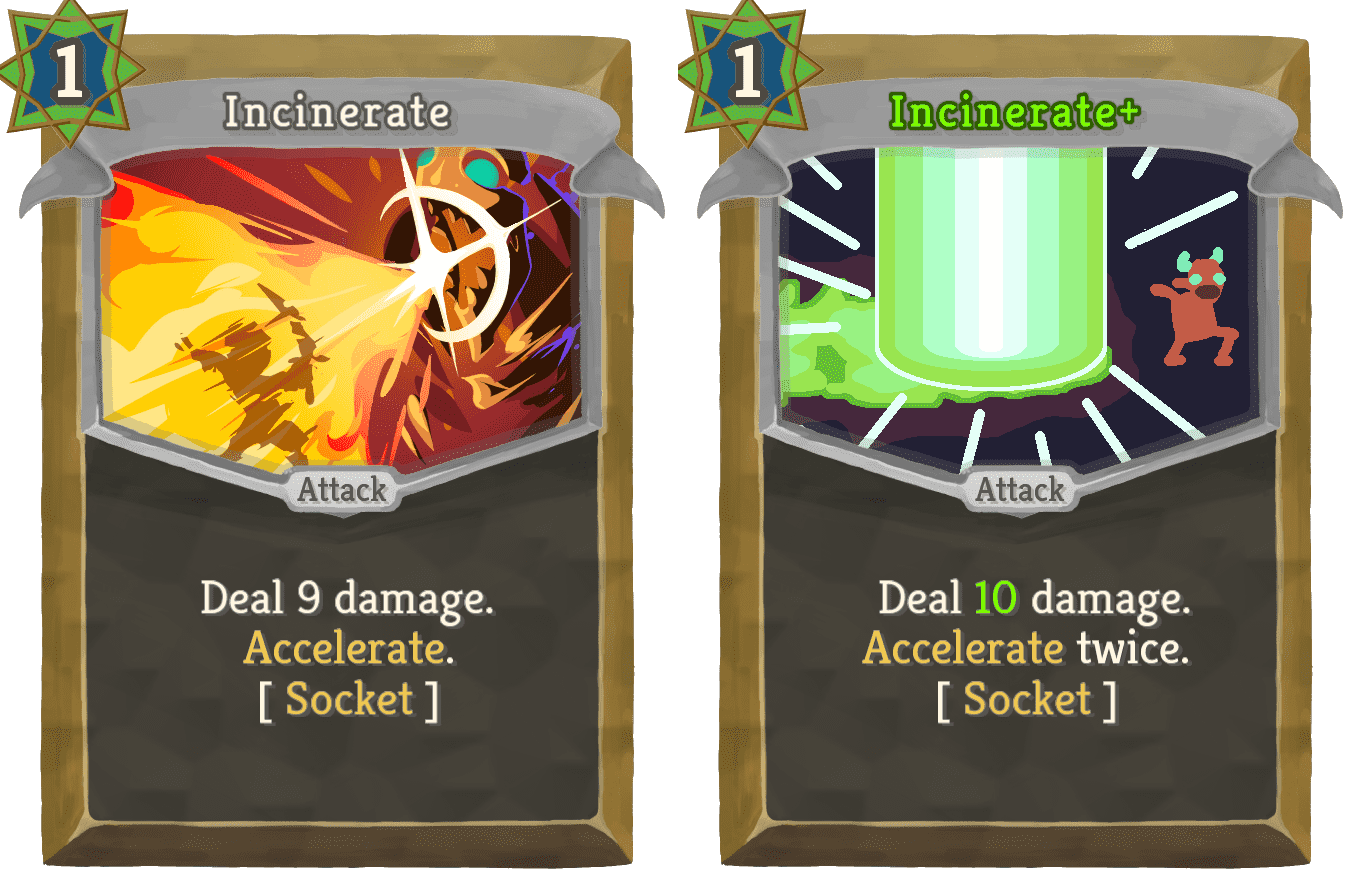 1
Incinerate
Attack
Deal 9 damage.
Accelerate.
[ Socket ]
1
Incinerate+
Attack
Deal 10 damage.
Accelerate twice.
[ Socket ]